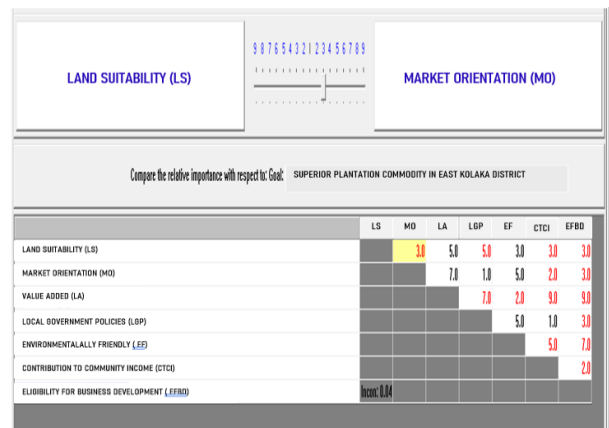 9 8 7 6 5 4 3 2 1 2 3 4 5 6 7 8 9
LAND SUITABILITY (LS) MARKET ORIENTATION (MO)
Compare the relative importance with respect to: Goal: SUPERIOR PLANTATION COMMODITY IN EAST KOLAKA DISTRICT
LS MO LA LGP EF CTCI EFBD
LAND SUITABILITY (LS) 3.0 5.0 5.0 3.0 3.0 3.0
MARKET ORIENTATION (MO) 7.0 1.0 5.0 2.0 3.0
VALUE ADDED (LA) 7.0 2.0 9.0 9.0
LOCAL GOVERNMENT POLICIES (LGP) 5.0 1.0 3.0
ENVIRONMENTALALLY FRIENDLY (.EF) 5.0 7.0
CONTRIBUTION TO COMMUNITY INCOME (CTCI) 2.0
ELIGIBILITY FOR BUSINESS DEVELOPMENT (.EFBD) Incon: 0.04